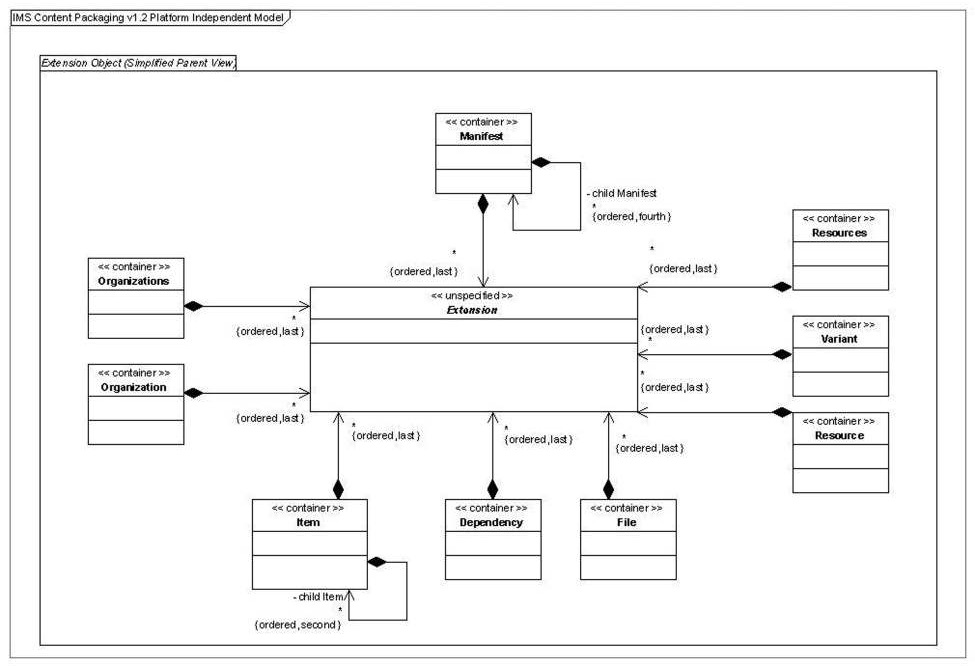 IMS Content Packaging v1.2 Platform Independent Model
Extension Object (Simplified Parent View)
<< container >>
Manifest
- child Manifest
*
{ordered,fourth}
*
{ordered,last}
<< container >>
Resources
*
{ordered,last}
<< container >>
Organizations
*
{ordered,last}
<< unspecified >>
Extension
<< container >>
Variant
{ordered,last}
*
<< container >>
Organization
*
{ordered,last}
*
{ordered,last}
<< container >>
Resource
*
{ordered,last}
*
{ordered,last}
*
{ordered,last}
<< container >>
Item
- child Item
*
{ordered,second}
<< container >>
Dependency
<< container >>
File